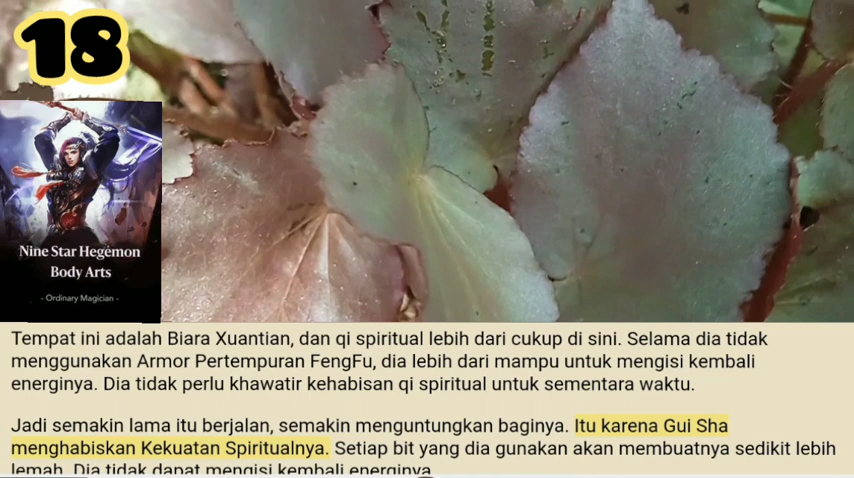 18
Nine Star Hegemon
Body Arts
- Ordinary Magician -
Tempat ini adalah Biara Xuantian, dan qi spiritual lebih dari cukup di sini. Selama dia tidak
menggunakan Armor Pertempuran FengFu, dia lebih dari mampu untuk mengisi kembali
energinya. Dia tidak perlu khawatir kehabisan qi spiritual untuk sementara waktu.
Jadi semakin lama itu berjalan, semakin menguntungkan baginya. Itu karena Gui Sha
menghabiskan Kekuatan Spiritualnya. Setiap bit yang dia gunakan akan membuatnya sedikit lebih
lemah. Dia tidak dapat mengisi kembali energinya.